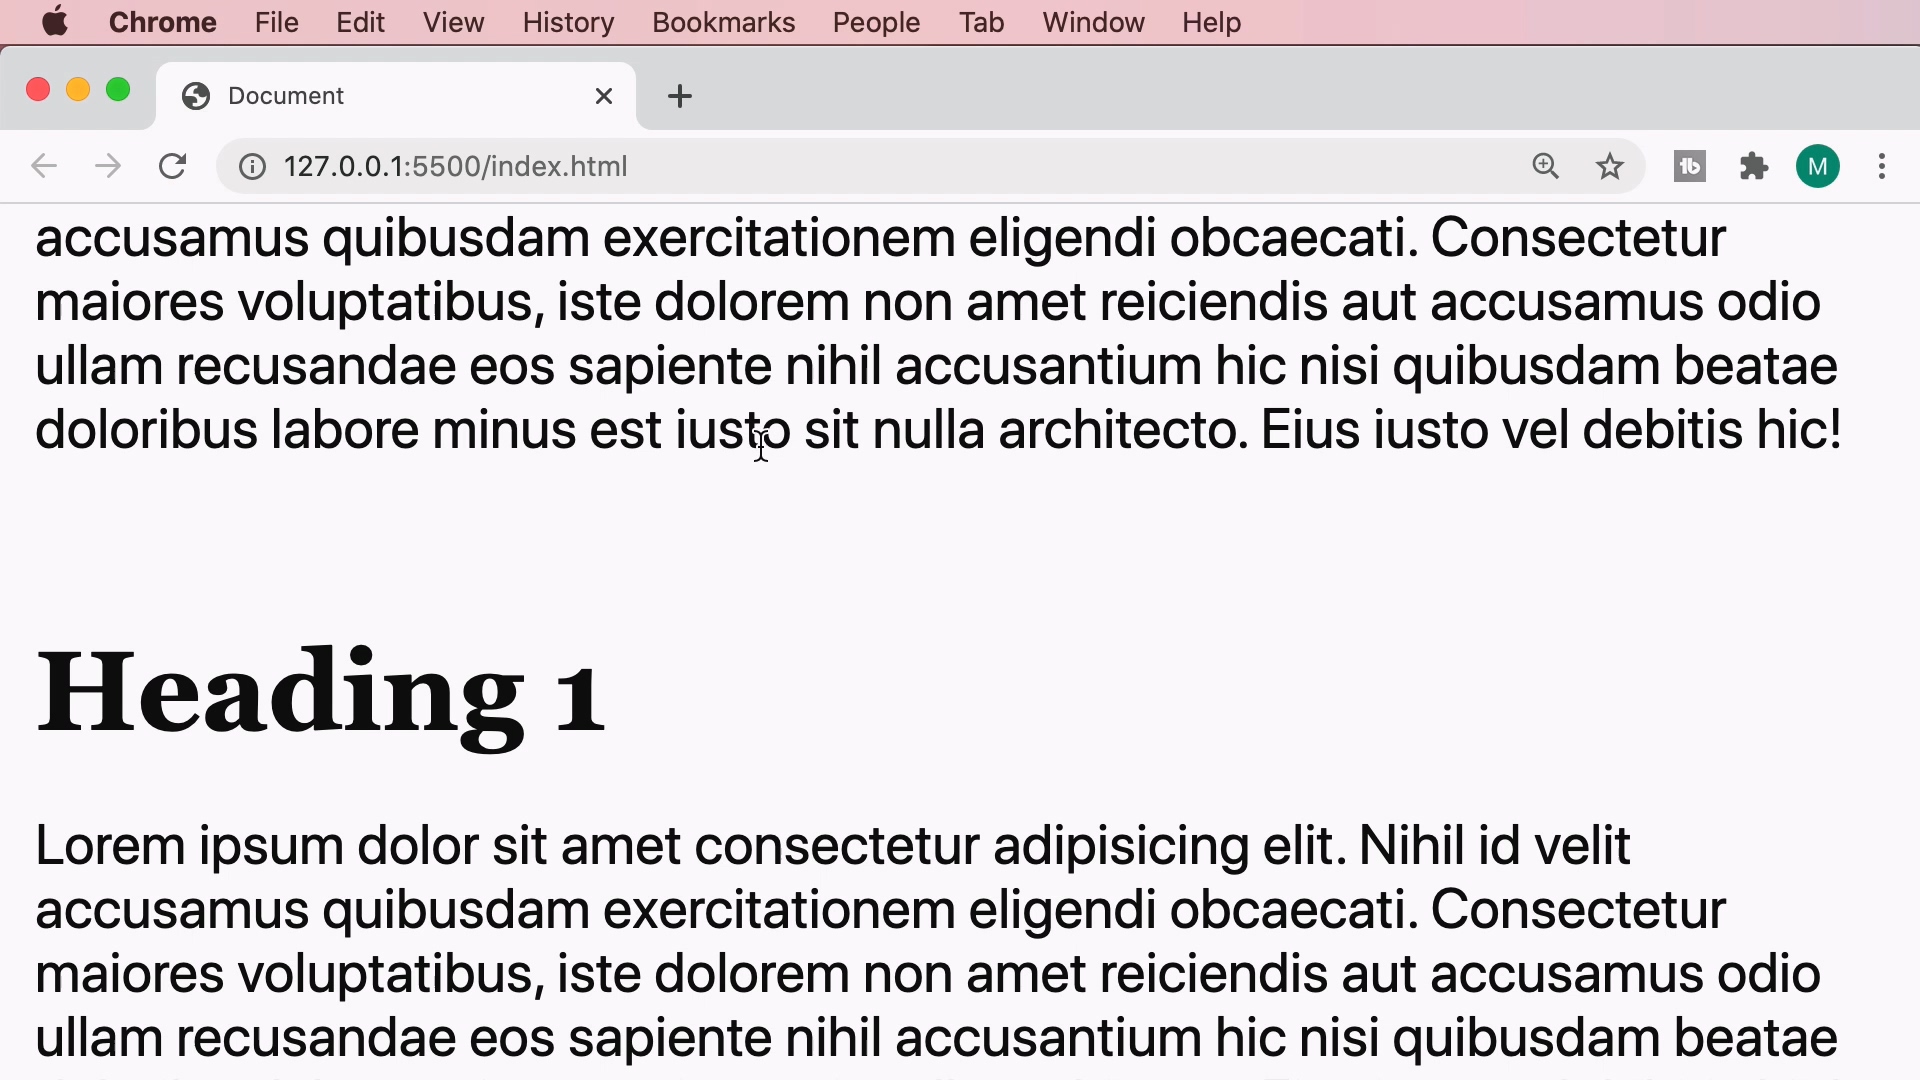 Chrome File Edit View History Bookmarks People Tab Window Help
Document
127.0.0.1:5500/index.html
M
accusamus quibusdam exercitationem eligendi obcaecati. Consectetur
maiores voluptatibus, iste dolorem non amet reiciendis aut accusamus odio
ullam recusandae eos sapiente nihil accusantium hic nisi quibusdam beatae
doloribus labore minus est iusto sit nulla architecto. Eius iusto vel debitis hic!
Heading 1
Lorem ipsum dolor sit amet consectetur adipisicing elit. Nihil id velit
accusamus quibusdam exercitationem eligendi obcaecati. Consectetur
maiores voluptatibus, iste dolorem non amet reiciendis aut accusamus odio
ullam recusandae eos sapiente nihil accusantium hic nisi quibusdam beatae